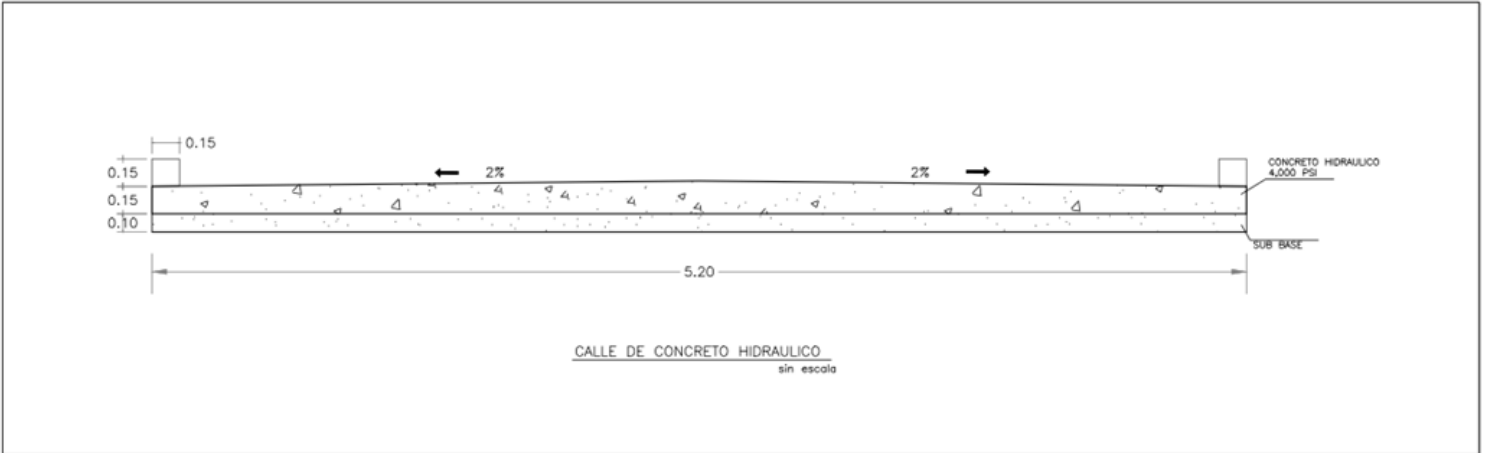 0.15
0.15
2%
2%
CONCRETO HIDRAULICO
4,000 PSI
0.15
0.10
SUB BASE
5.20
CALLE DE CONCRETO HIDRAULICO
sin escala